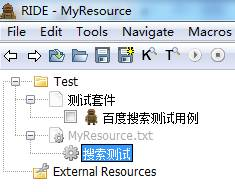 RIDE - MyResource
File Edit Tools Navigate Macros
K T
Test
测试套件
百度搜索测试用例
MyResource.txt
搜索测试
External Resources